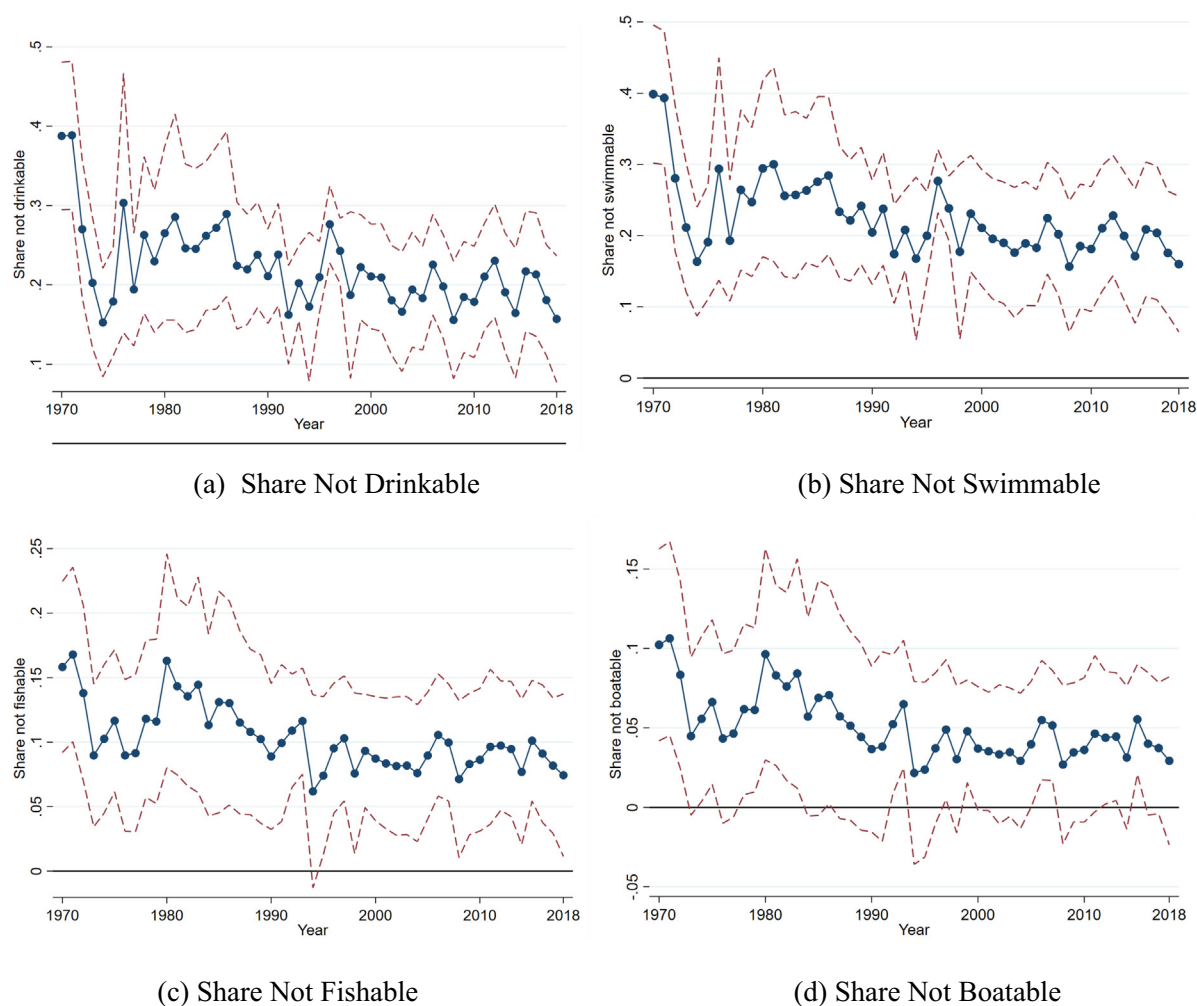 .5
.4
.3
.2
.1
Share not drinkable
1970 1980 1990 2000 2010 2018
Year
(a) Share Not Drinkable
.5
.4
.3
.2
.1
0
Share not swimmable
1970 1980 1990 2000 2010 2018
Year
(b) Share Not Swimmable
.25
.2
.15
.1
.05
0
Share not fishable
1970 1980 1990 2000 2010 2018
Year
(c) Share Not Fishable
.15
.1
.05
0
-.05
Share not boatable
1970 1980 1990 2000 2010 2018
Year
(d) Share Not Boatable